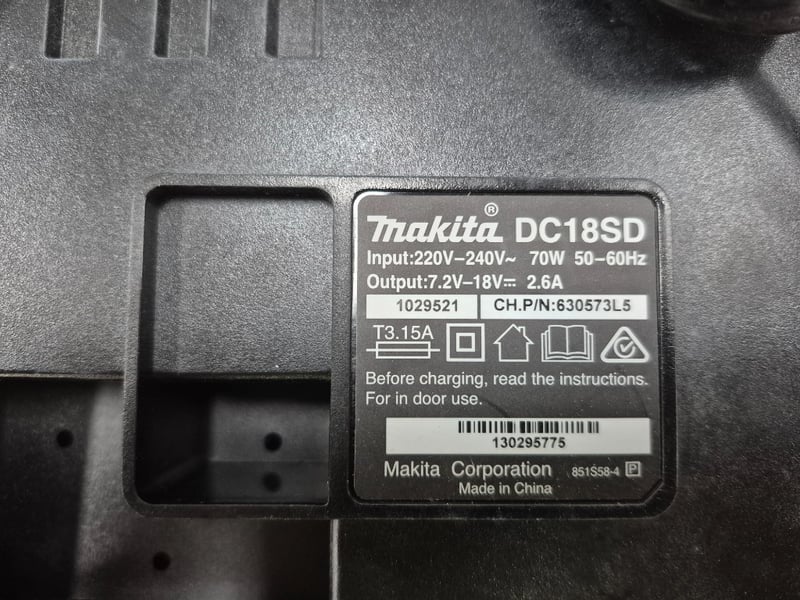 makita® DC18SD
Input:220V–240V~ 70W 50–60Hz
Output:7.2V–18V⎓ 2.6A
1029521 CH.P/N:630573L5
T3.15A
Before charging, read the instructions.
For in door use.
130295775
Makita Corporation 851S58-4 P
Made in China